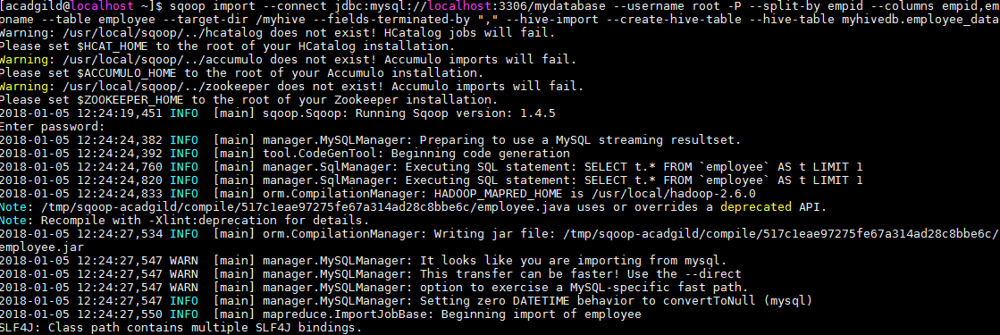 [acadgild@localhost ~]$ sqoop import --connect jdbc:mysql://localhost:3306/mydatabase --username root -P --split-by empid --columns empid,em
pname --table employee --target-dir /myhive --fields-terminated-by "," --hive-import --create-hive-table --hive-table myhivedb.employee_data
Warning: /usr/local/sqoop/../hcatalog does not exist! HCatalog jobs will fail.
Please set $HCAT_HOME to the root of your HCatalog installation.
Warning: /usr/local/sqoop/../accumulo does not exist! Accumulo imports will fail.
Please set $ACCUMULO_HOME to the root of your Accumulo installation.
Warning: /usr/local/sqoop/../zookeeper does not exist! Accumulo imports will fail.
Please set $ZOOKEEPER_HOME to the root of your Zookeeper installation.
2018-01-05 12:24:19,451 INFO  [main] sqoop.Sqoop: Running Sqoop version: 1.4.5
Enter password:
2018-01-05 12:24:24,382 INFO  [main] manager.MySQLManager: Preparing to use a MySQL streaming resultset.
2018-01-05 12:24:24,392 INFO  [main] tool.CodeGenTool: Beginning code generation
2018-01-05 12:24:24,760 INFO  [main] manager.SqlManager: Executing SQL statement: SELECT t.* FROM `employee` AS t LIMIT 1
2018-01-05 12:24:24,820 INFO  [main] manager.SqlManager: Executing SQL statement: SELECT t.* FROM `employee` AS t LIMIT 1
2018-01-05 12:24:24,833 INFO  [main] orm.CompilationManager: HADOOP_MAPRED_HOME is /usr/local/hadoop-2.6.0
Note: /tmp/sqoop-acadgild/compile/517c1eae97275fe67a314ad28c8bbe6c/employee.java uses or overrides a deprecated API.
Note: Recompile with -Xlint:deprecation for details.
2018-01-05 12:24:27,534 INFO  [main] orm.CompilationManager: Writing jar file: /tmp/sqoop-acadgild/compile/517c1eae97275fe67a314ad28c8bbe6c/
employee.jar
2018-01-05 12:24:27,547 WARN  [main] manager.MySQLManager: It looks like you are importing from mysql.
2018-01-05 12:24:27,547 WARN  [main] manager.MySQLManager: This transfer can be faster! Use the --direct
2018-01-05 12:24:27,547 WARN  [main] manager.MySQLManager: option to exercise a MySQL-specific fast path.
2018-01-05 12:24:27,547 INFO  [main] manager.MySQLManager: Setting zero DATETIME behavior to convertToNull (mysql)
2018-01-05 12:24:27,550 INFO  [main] mapreduce.ImportJobBase: Beginning import of employee
SLF4J: Class path contains multiple SLF4J bindings.